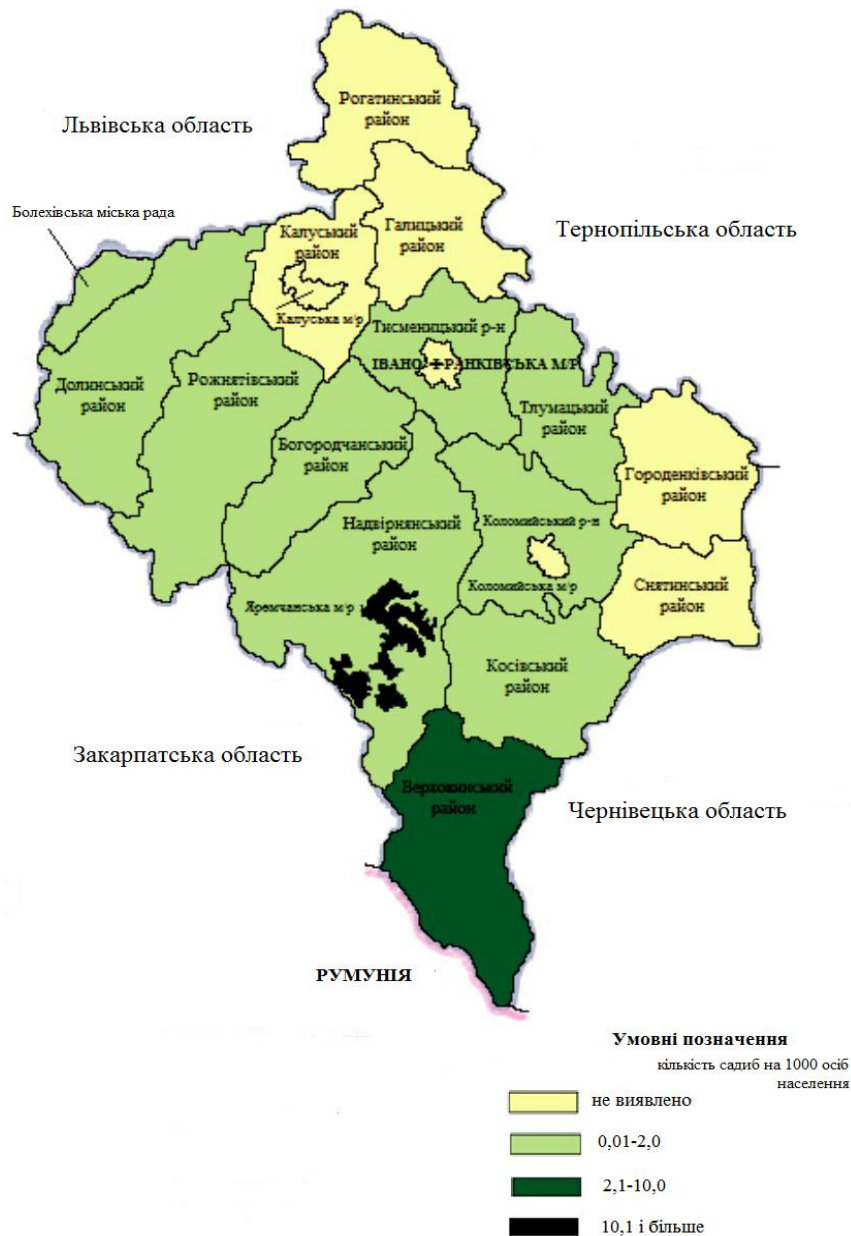 Рогатинський
район
Львівська область
Болехівська міська рада
Калуський
район
Галицький
район
Тернопільська область
Калуська м/р
Тисменицький р-н
ІВАНО-ФРАНКІВСЬКА М/Р
Долинський
район
Рожнятівський
район
Тлумацький
район
Богородчанський
район
Городенківський
район
Надвірнянський
район
Коломийський р-н
Коломийська м/р
Снятинський
район
Яремчанська м/р
Косівський
район
Закарпатська область
Верховинський
район
Чернівецька область
РУМУНІЯ
Умовні позначення
кількість садиб на 1000 осіб
населення
не виявлено
0,01-2,0
2,1-10,0
10,1 і більше